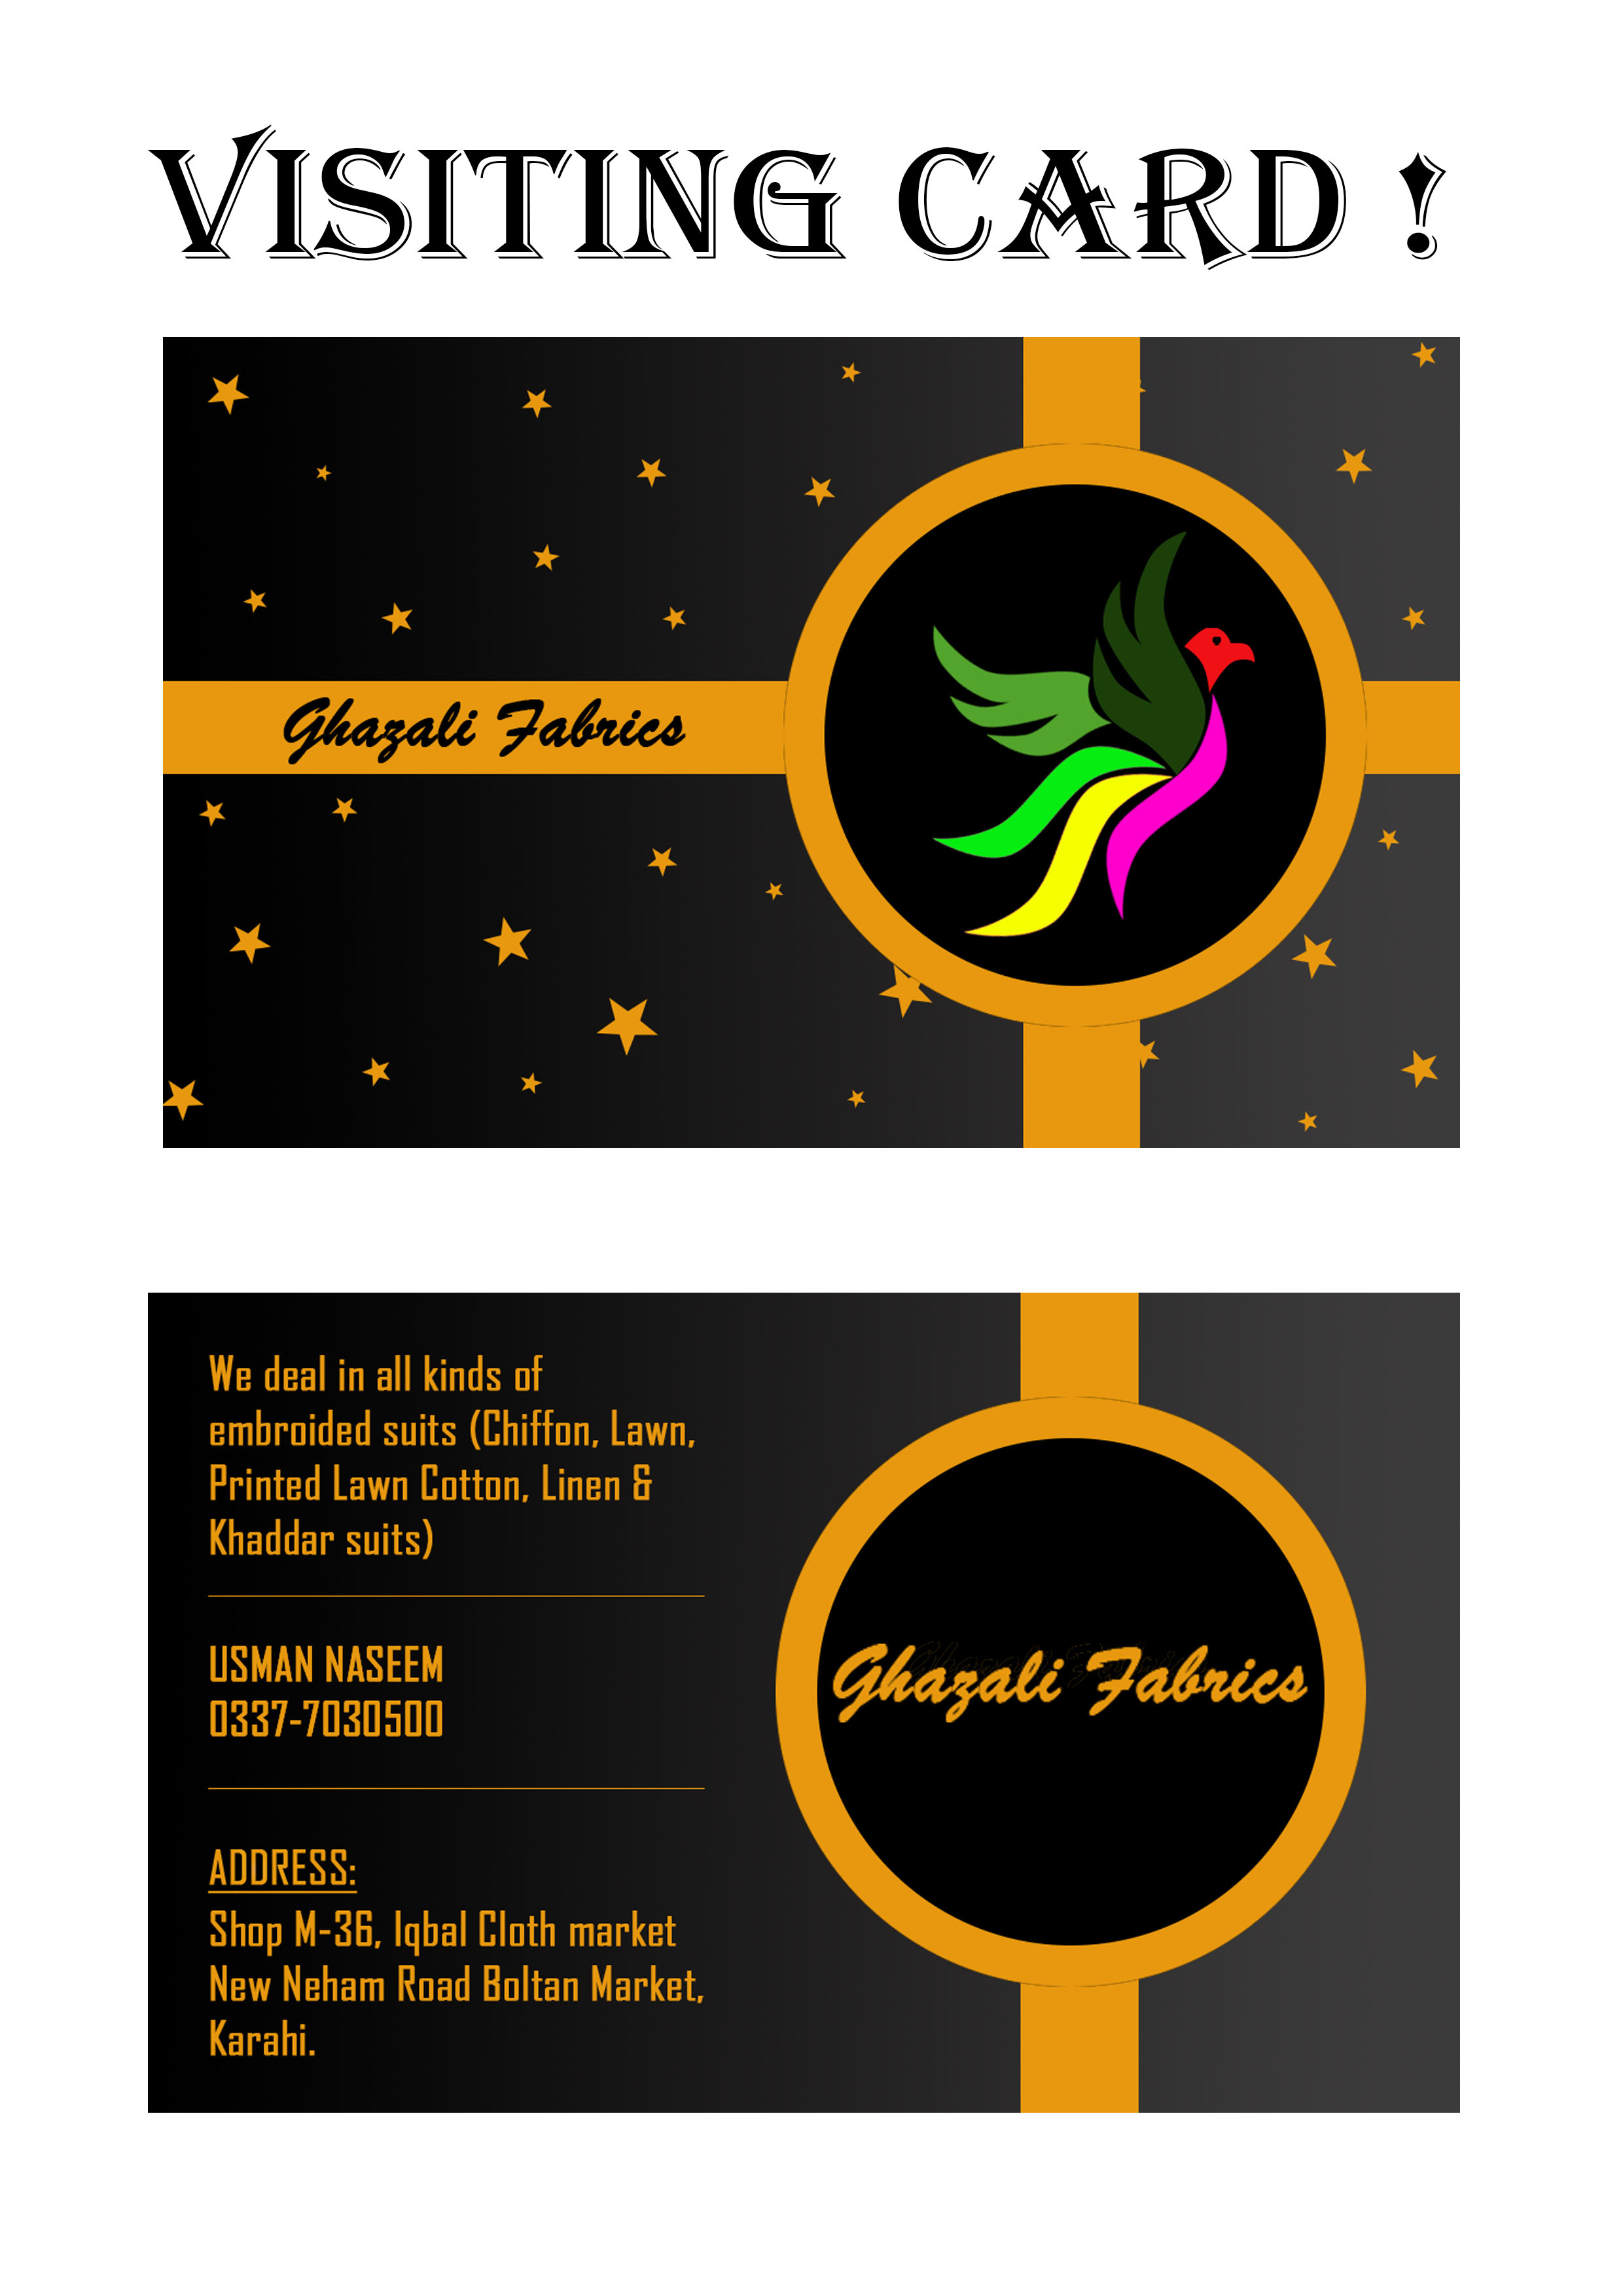 VISITING CARD !
Ghazali Fabrics
We deal in all kinds of
embroided suits (Chiffon, Lawn,
Printed Lawn Cotton, Linen &
Khaddar suits)
USMAN NASEEM
0337-7030500
Ghazali Fabrics
ADDRESS:
Shop M-36, Iqbal Cloth market
New Neham Road Boltan Market,
Karahi.